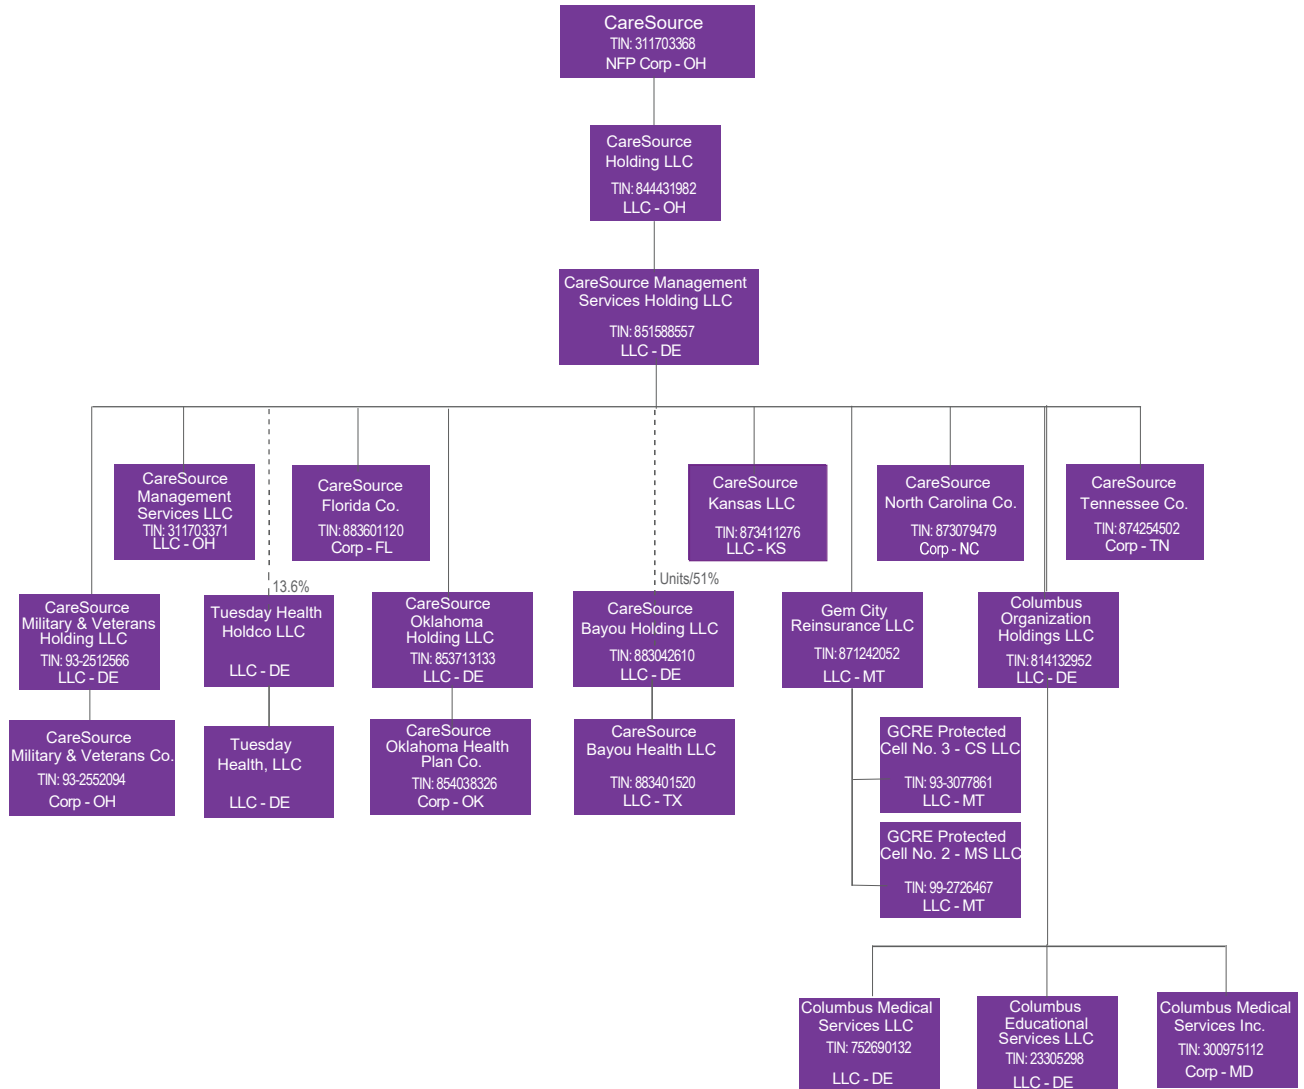 CareSource
TIN: 311703368
NFP Corp - OH
CareSource
Holding LLC
TIN: 844431982
LLC - OH
CareSource Management
Services Holding LLC
TIN: 851588557
LLC - DE
CareSource
Management
Services LLC
TIN: 311703371
LLC - OH
CareSource
Florida Co.
TIN: 883601120
Corp - FL
CareSource
Kansas LLC
TIN: 873411276
LLC - KS
CareSource
North Carolina Co.
TIN: 873079479
Corp - NC
CareSource
Tennessee Co.
TIN: 874254502
Corp - TN
CareSource
Military & Veterans
Holding LLC
TIN: 93-2512566
LLC - DE
13.6%
Tuesday Health
Holdco LLC
LLC - DE
CareSource
Oklahoma
Holding LLC
TIN: 853713133
LLC - DE
Units/51%
CareSource
Bayou Holding LLC
TIN: 883042610
LLC - DE
Gem City
Reinsurance LLC
TIN: 871242052
LLC - MT
Columbus
Organization
Holdings LLC
TIN: 814132952
LLC - DE
CareSource
Military & Veterans Co.
TIN: 93-2552094
Corp - OH
Tuesday
Health, LLC
LLC - DE
CareSource
Oklahoma Health
Plan Co.
TIN: 854038326
Corp - OK
CareSource
Bayou Health LLC
TIN: 883401520
LLC - TX
GCRE Protected
Cell No. 3 - CS LLC
TIN: 93-3077861
LLC - MT
GCRE Protected
Cell No. 2 - MS LLC
TIN: 99-2726467
LLC - MT
Columbus Medical
Services LLC
TIN: 752690132
LLC - DE
Columbus
Educational
Services LLC
TIN: 23305298
LLC - DE
Columbus Medical
Services Inc.
TIN: 300975112
Corp - MD